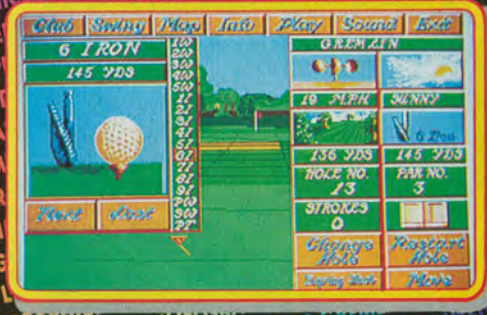 Club Swing Map Info Play Sound Exit
6 IRON
145 YDS
1W
2W
3W
4W
5W
1I
2I
3I
4I
5I
6I
7I
8I
9I
PW
SW
PT
Next Last
GREMLIN
10 MPH SUNNY
6 Iron
136 YDS 145 YDS
HOLE NO. PAR NO.
13 3
STROKES
0
Change Hole
Restart Hole
Replay Shot
Move